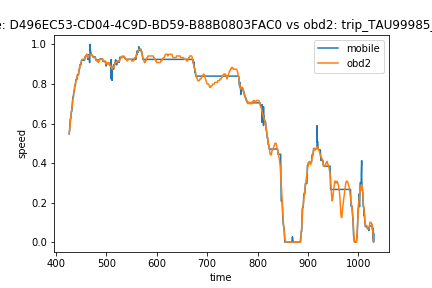 e: D496EC53-CD04-4C9D-BD59-B88B0803FAC0 vs obd2: trip_TAU99985_
1.0
0.8
0.6
0.4
0.2
0.0
speed
mobile
obd2
400 500 600 700 800 900 1000
time